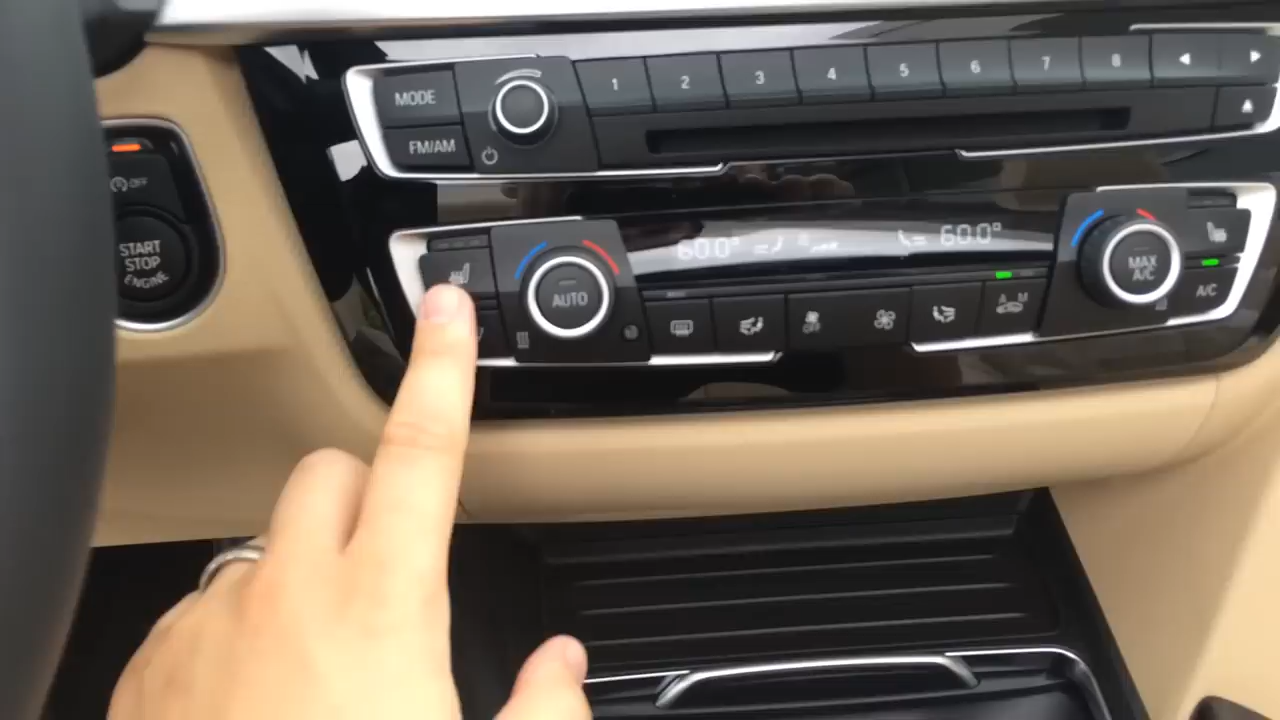 MODE
1 2 3 4 5 6 7 8
FM/AM
OFF
START
STOP
ENGINE
60.0°
60.0°
AUTO
MAX
A/C
A/C
OFF
A M